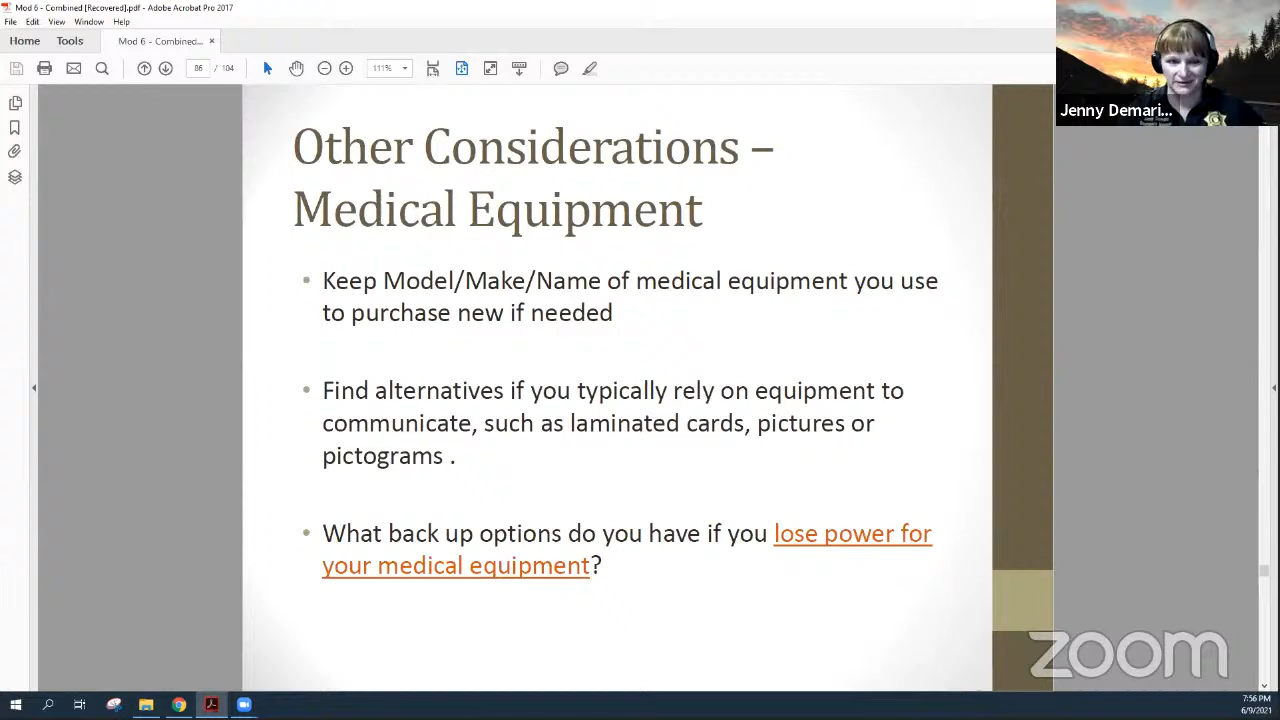 Mod 6 - Combined [Recovered].pdf - Adobe Acrobat Pro 2017
File Edit View Window Help
Home Tools Mod 6 - Combined... ×
86 / 104 111%
Jenny Demari...
Other Considerations –
Medical Equipment
• Keep Model/Make/Name of medical equipment you use
to purchase new if needed
• Find alternatives if you typically rely on equipment to
communicate, such as laminated cards, pictures or
pictograms .
• What back up options do you have if you lose power for
your medical equipment?
zoom
7:56 PM
6/9/2021